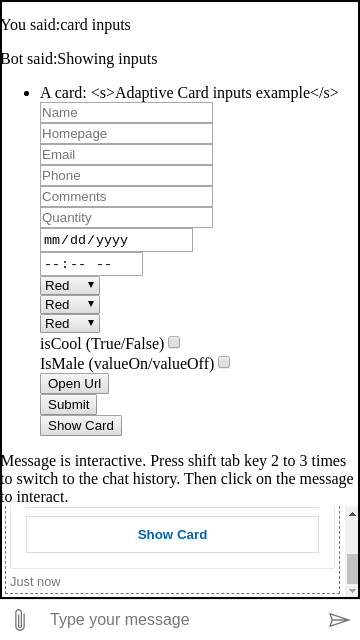 You said:card inputs
Bot said:Showing inputs
A card: <s>Adaptive Card inputs example</s>
Name
Homepage
Email
Phone
Comments
Quantity
mm/dd/yyyy
--:-- --
Red
Red
Red
isCool (True/False)
IsMale (valueOn/valueOff)
Open Url
Submit
Show Card
Message is interactive. Press shift tab key 2 to 3 times
to switch to the chat history. Then click on the message
to interact.
Show Card
Just now
Type your message